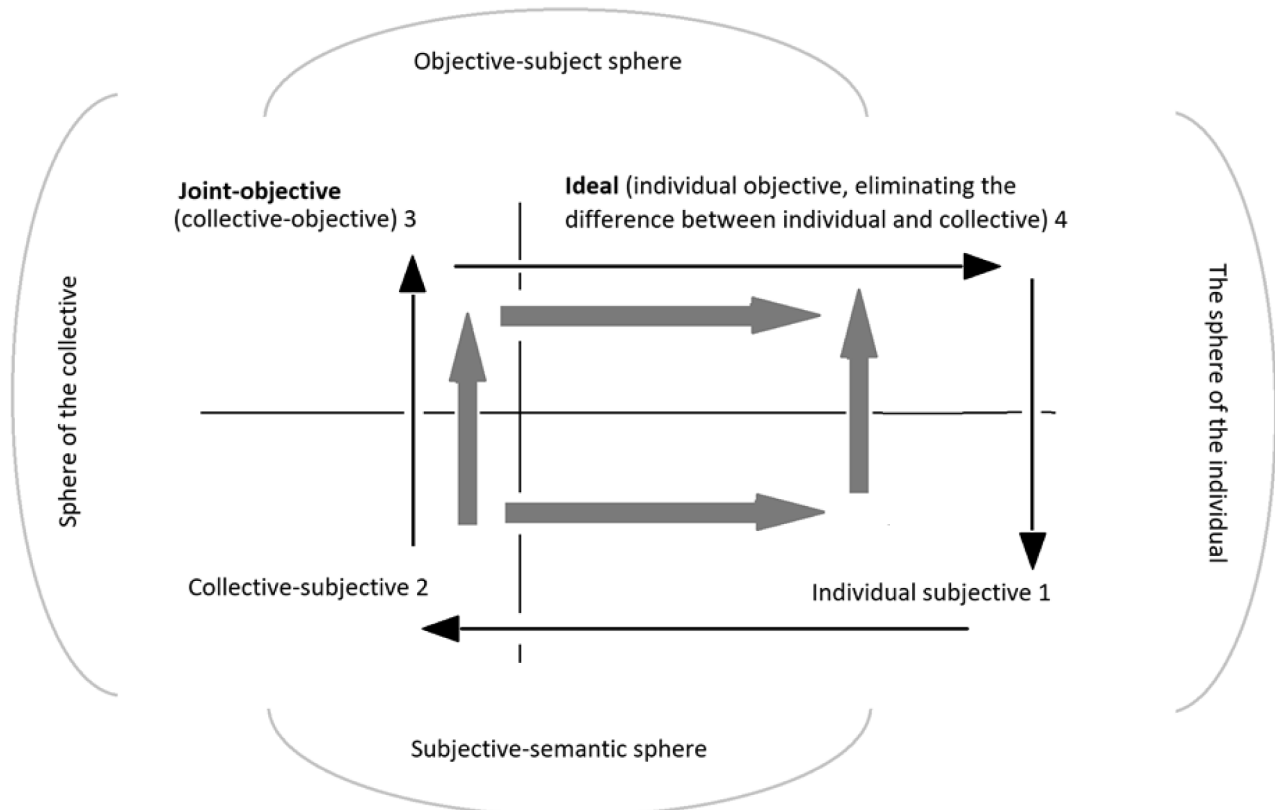 Objective-subject sphere
Joint-objective
(collective-objective) 3
Ideal (individual objective, eliminating the
difference between individual and collective) 4
Sphere of the collective
The sphere of the individual
Collective-subjective 2
Individual subjective 1
Subjective-semantic sphere